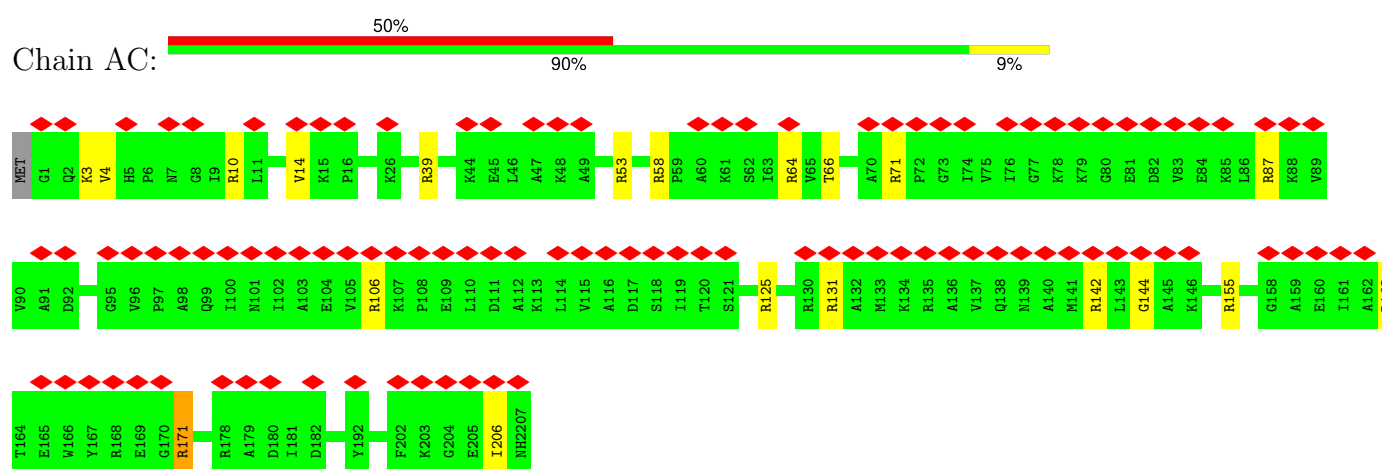 50%
Chain AC:
90% 9%
MET G1 Q2 K3 V4 H5 P6 N7 G8 I9 R10 L11 V14 K15 P16 K26 R39 K44 E45 L46 A47 K48 A49 R53 R58 P59 A60 K61 S62 I63 R64 V65 T66 A70 R71 P72 G73 I74 V75 I76 G77 K78 K79 G80 E81 D82 V83 E84 K85 L86 R87 K88 V89
V90 A91 D92 G95 V96 P97 A98 Q99 I100 N101 I102 A103 E104 V105 R106 K107 P108 E109 L110 D111 A112 K113 L114 V115 A116 D117 S118 I119 T120 S121 R125 R130 R131 A132 M133 K134 R135 A136 V137 Q138 N139 A140 M141 R142 L143 G144 A145 K146 R155 G158 A159 E160 I161 A162
T164 E165 W166 Y167 R168 E169 G170 R171 R178 A179 D180 I181 D182 Y192 F202 K203 G204 E205 I206 NH2207